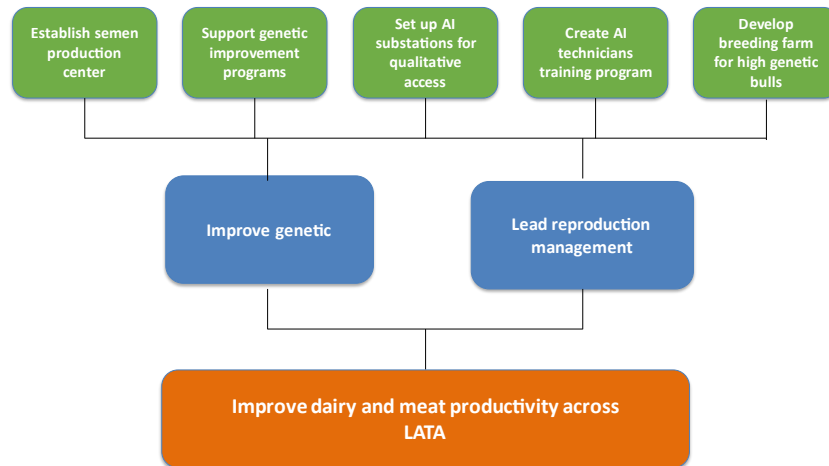 Establish semen
production
center
Support genetic
improvement
programs
Set up AI
substations for
qualitative
access
Create AI
technicians
training program
Develop
breeding farm
for high genetic
bulls
Improve genetic
Lead reproduction
management
Improve dairy and meat productivity across
LATA